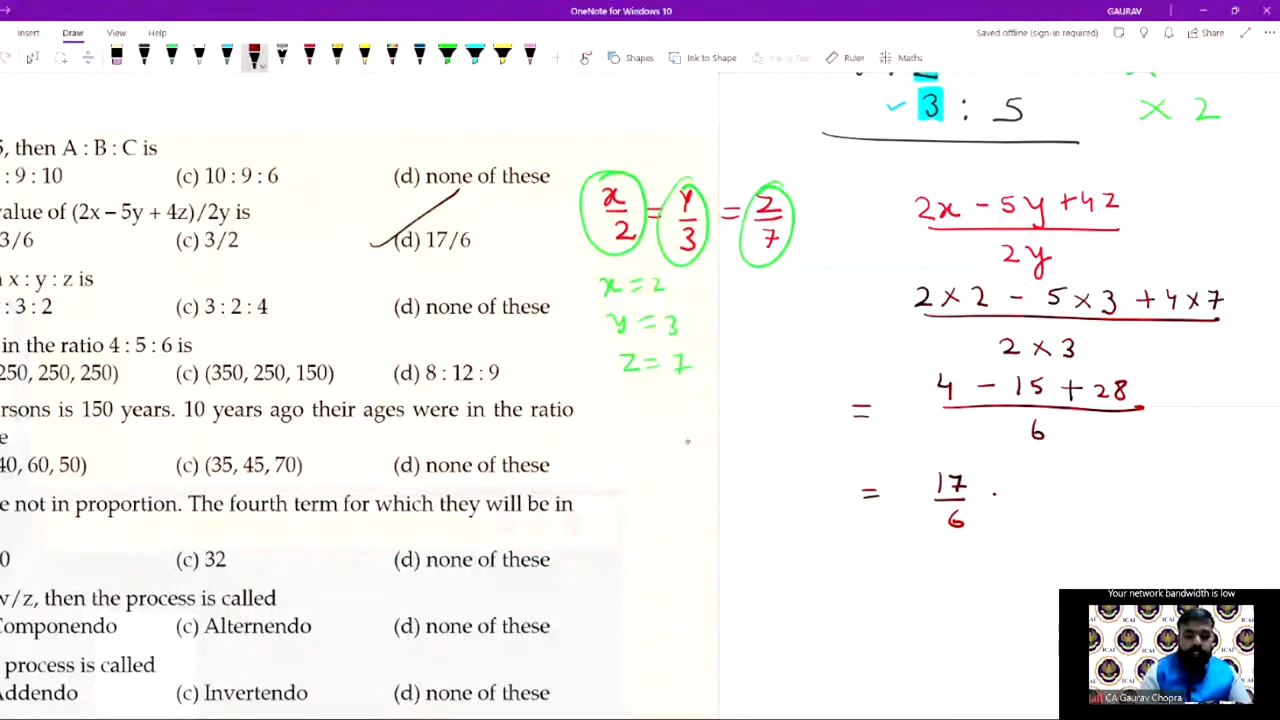 OneNote for Windows 10
GAURAV
Insert Draw View Help
Saved offline (sign-in required) Share
Shapes Ink to Shape Ink to Text Ruler Maths
5, then A : B : C is
: 9 : 10 (c) 10 : 9 : 6 (d) none of these
value of (2x – 5y + 4z)/2y is
3/6 (c) 3/2 (d) 17/6
x : y : z is
: 3 : 2 (c) 3 : 2 : 4 (d) none of these
in the ratio 4 : 5 : 6 is
250, 250, 250) (c) (350, 250, 150) (d) 8 : 12 : 9
ersons is 150 years. 10 years ago their ages were in the ratio
e
40, 60, 50) (c) (35, 45, 70) (d) none of these
e not in proportion. The fourth term for which they will be in
0 (c) 32 (d) none of these
w/z, then the process is called
Componendo (c) Alternendo (d) none of these
process is called
Addendo (c) Invertendo (d) none of these
x/2 = y/3 = z/7
x = 2
y = 3
z = 7
3 : 5 × 2
2x - 5y + 4z
2y
2 × 2 - 5 × 3 + 4 × 7
2 × 3
= 4 - 15 + 28
6
= 17
6
Your network bandwidth is low
ICAI
CA Gaurav Chopra